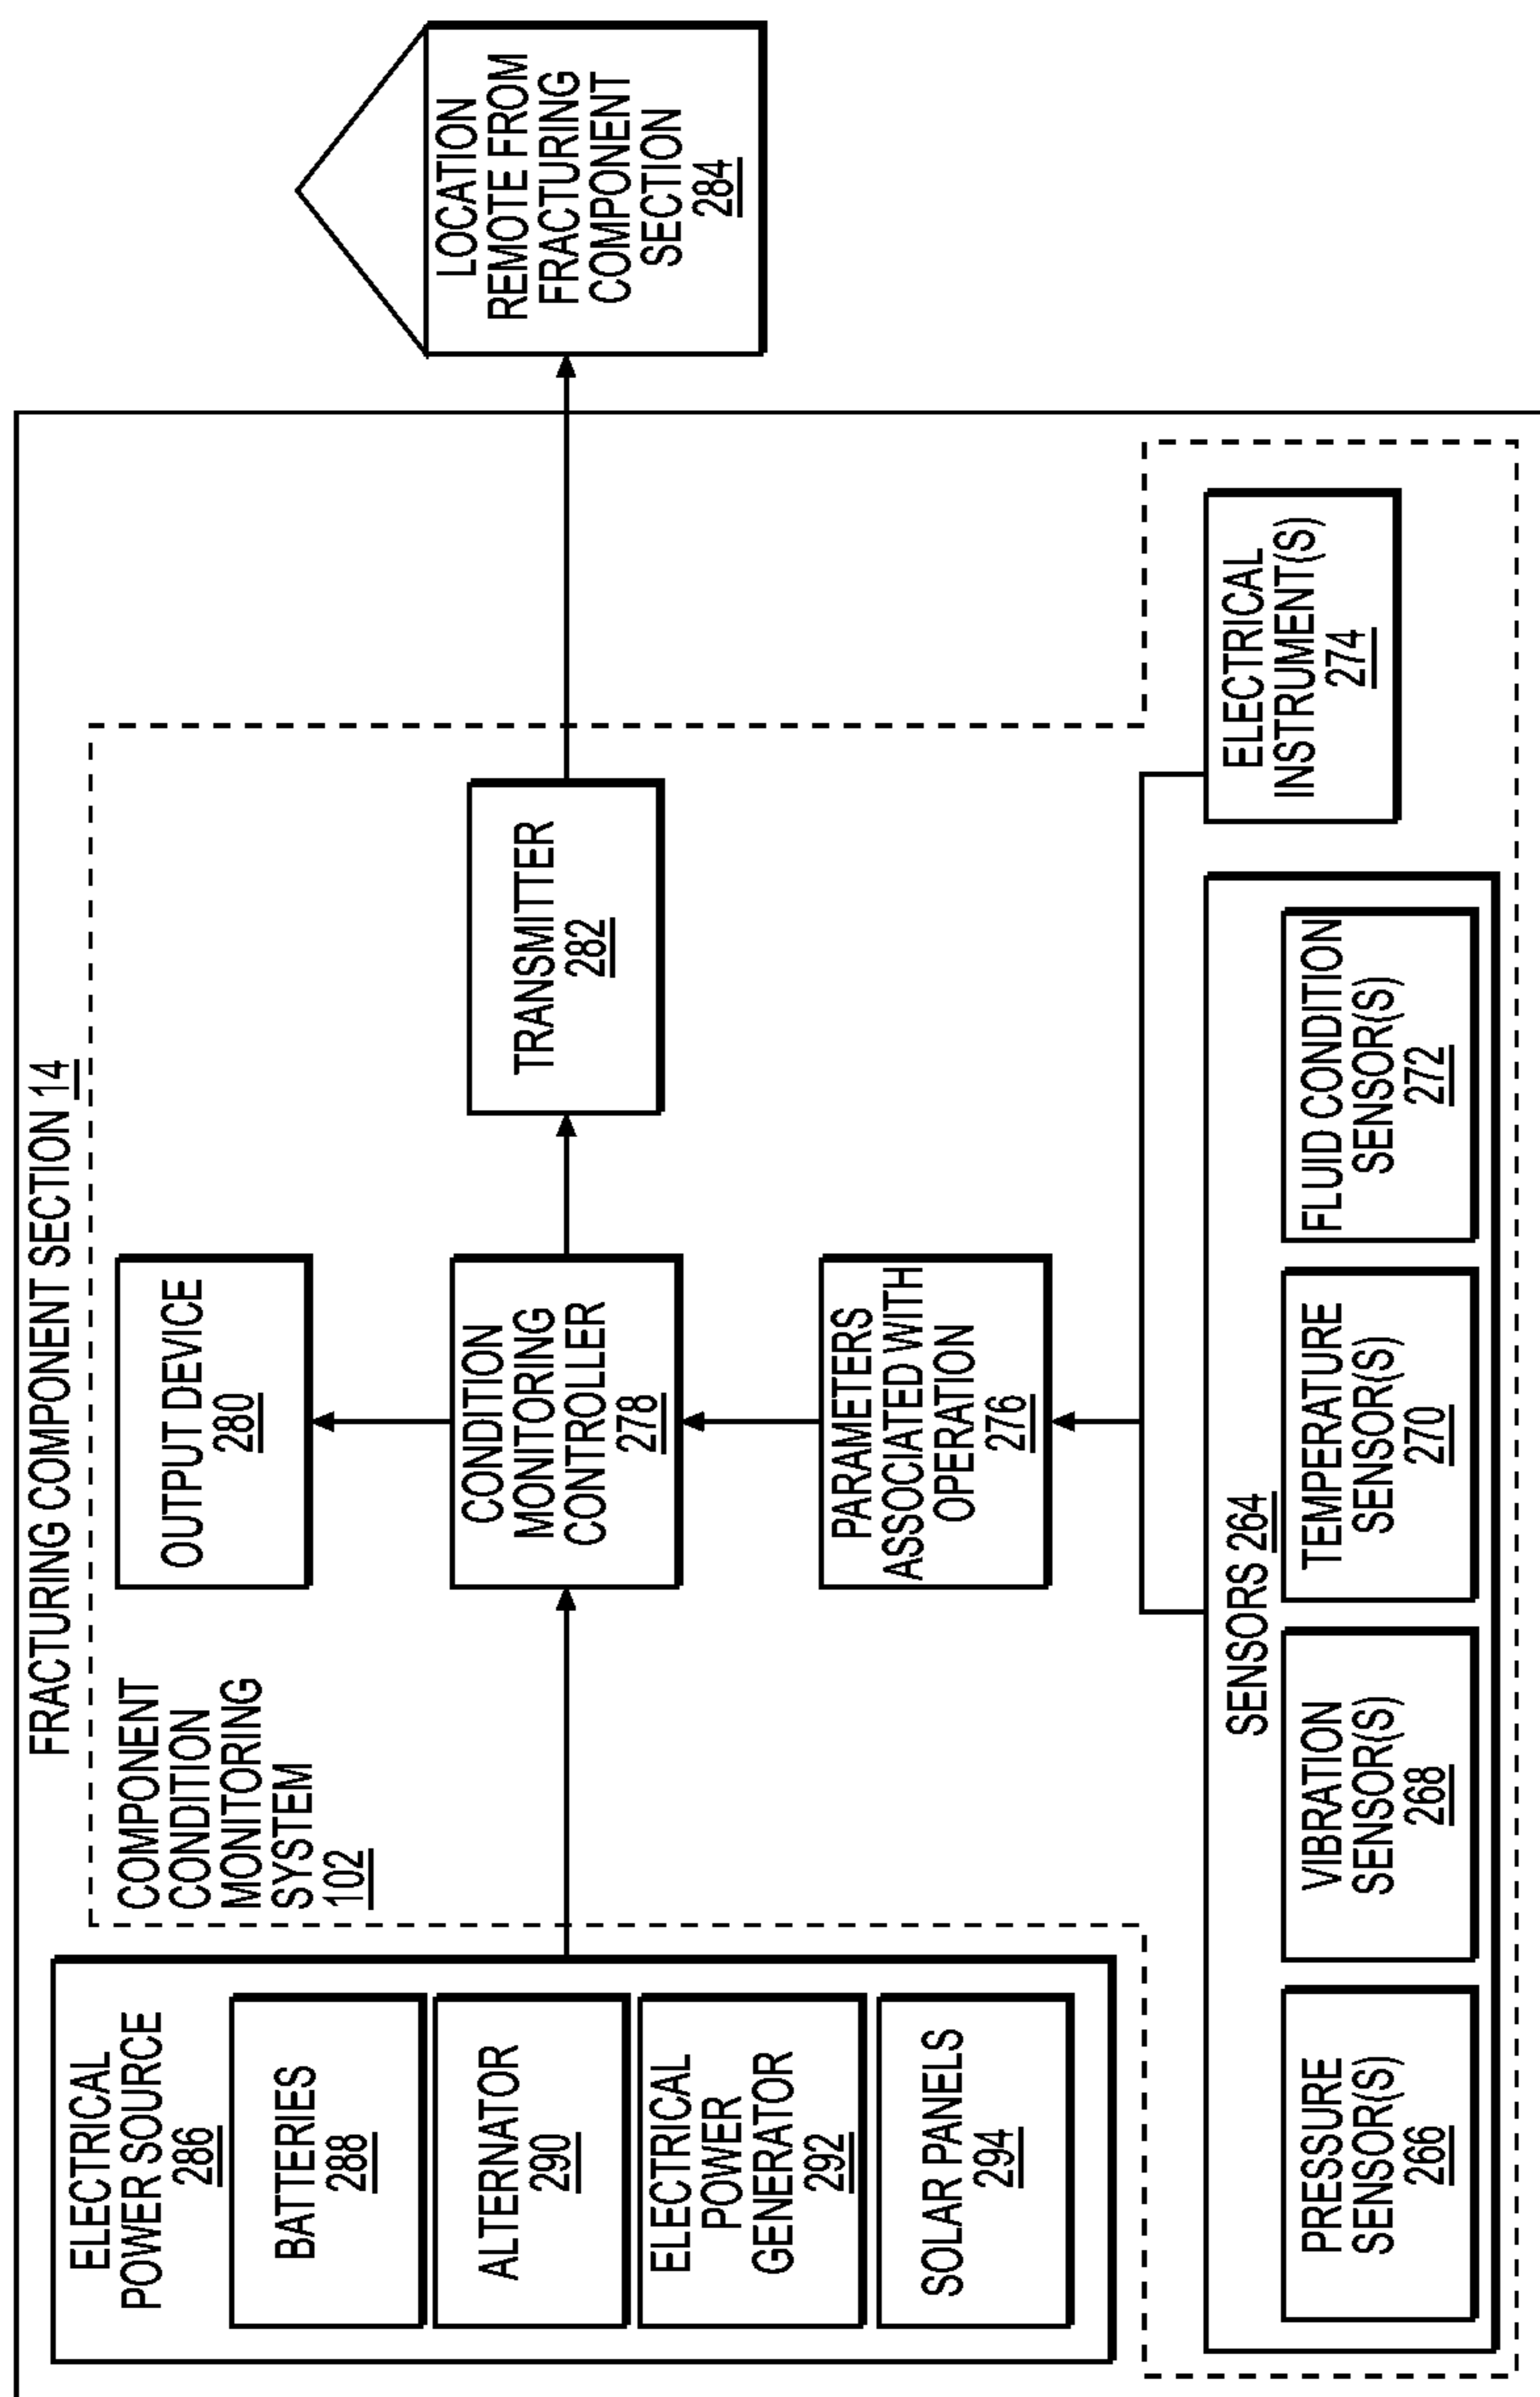 FRACTURING COMPONENT SECTION 14
ELECTRICAL
POWER SOURCE
286
BATTERIES
288
ALTERNATOR
290
ELECTRICAL
POWER
GENERATOR
292
SOLAR PANELS
294
COMPONENT
CONDITION
MONITORING
SYSTEM
102
OUTPUT DEVICE
280
CONDITION
MONITORING
CONTROLLER
278
TRANSMITTER
282
LOCATION
REMOTE FROM
FRACTURING
COMPONENT
SECTION
284
PARAMETERS
ASSOCIATED WITH
OPERATION
276
SENSORS 264
PRESSURE
SENSOR(S)
266
VIBRATION
SENSOR(S)
268
TEMPERATURE
SENSOR(S)
270
FLUID CONDITION
SENSOR(S)
272
ELECTRICAL
INSTRUMENT(S)
274